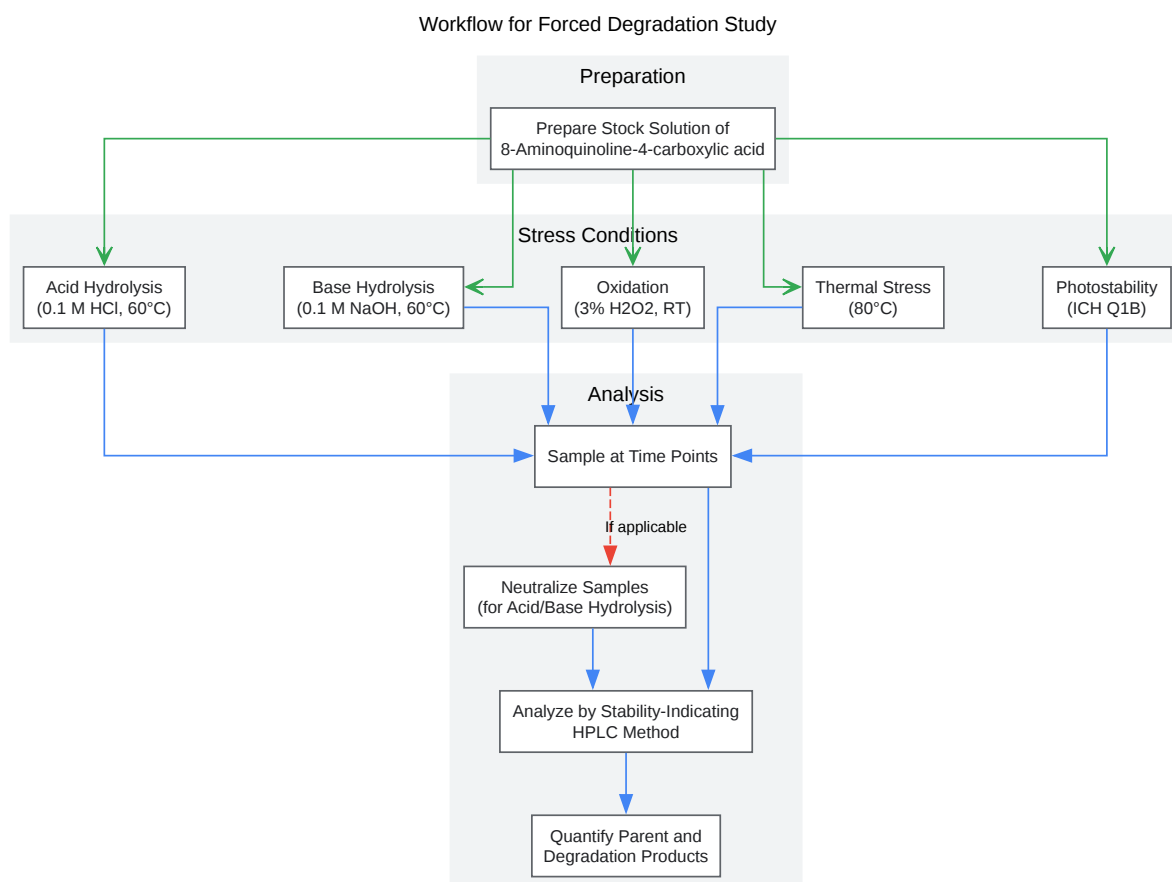 Workflow for Forced Degradation Study
Preparation
Prepare Stock Solution of
8-Aminoquinoline-4-carboxylic acid
Stress Conditions
Acid Hydrolysis
(0.1 M HCl, 60°C)
Base Hydrolysis
(0.1 M NaOH, 60°C)
Oxidation
(3% H2O2, RT)
Thermal Stress
(80°C)
Photostability
(ICH Q1B)
Analysis
Sample at Time Points
If applicable
Neutralize Samples
(for Acid/Base Hydrolysis)
Analyze by Stability-Indicating
HPLC Method
Quantify Parent and
Degradation Products